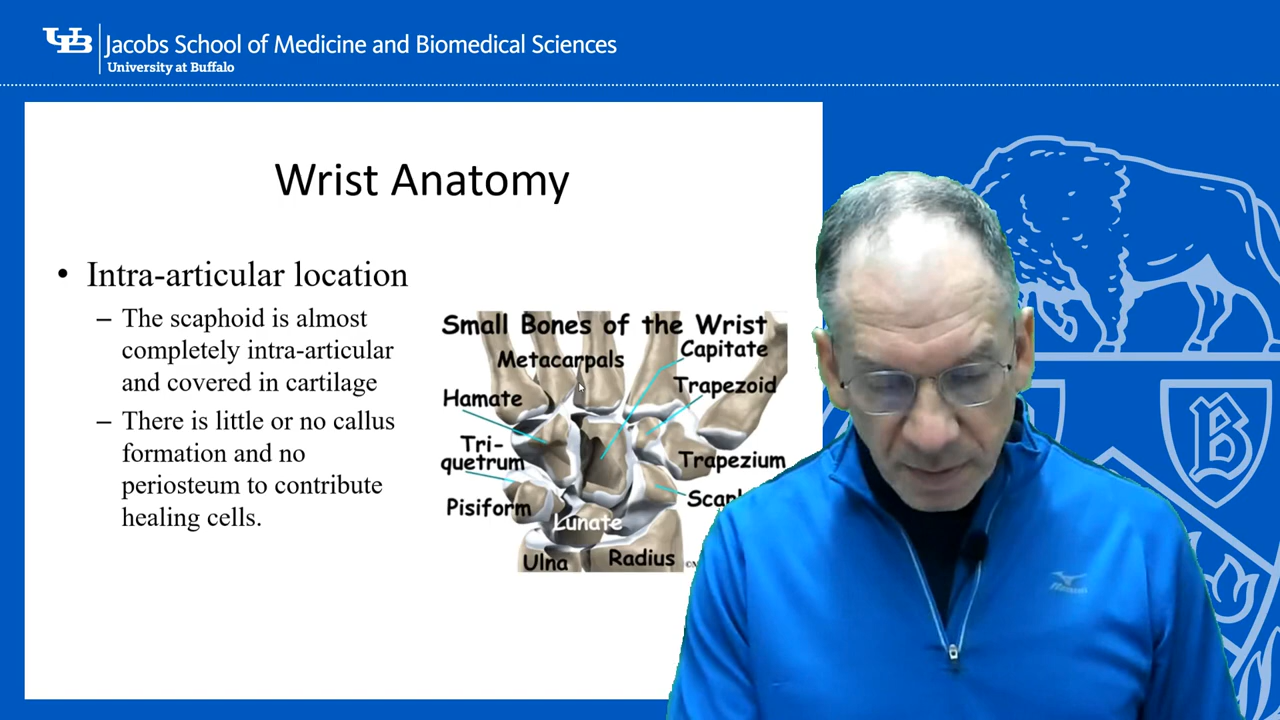 UB
Jacobs School of Medicine and Biomedical Sciences
University at Buffalo
Wrist Anatomy
• Intra-articular location
– The scaphoid is almost
completely intra-articular
and covered in cartilage
– There is little or no callus
formation and no
periosteum to contribute
healing cells.
Small Bones of the Wrist
Metacarpals
Capitate
Trapezoid
Hamate
Tri-
quetrum
Trapezium
Pisiform
Lunate
Ulna
Radius
B